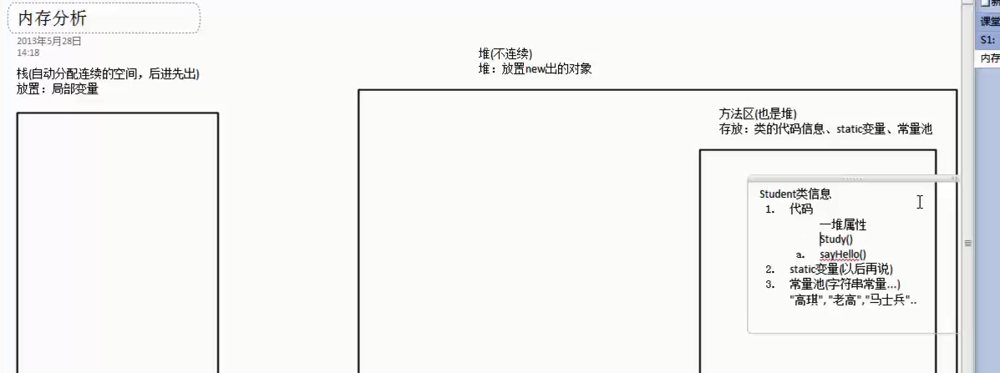 内存分析
2013年5月28日
14:18
栈(自动分配连续的空间，后进先出)
放置：局部变量
堆(不连续)
堆：放置new出的对象
方法区(也是堆)
存放：类的代码信息、static变量、常量池
Student类信息
1. 代码
一堆属性
Study()
a. sayHello()
2. static变量(以后再说)
3. 常量池(字符串常量...)
"高琪","老高","马士兵"..
课堂
S1:
内存